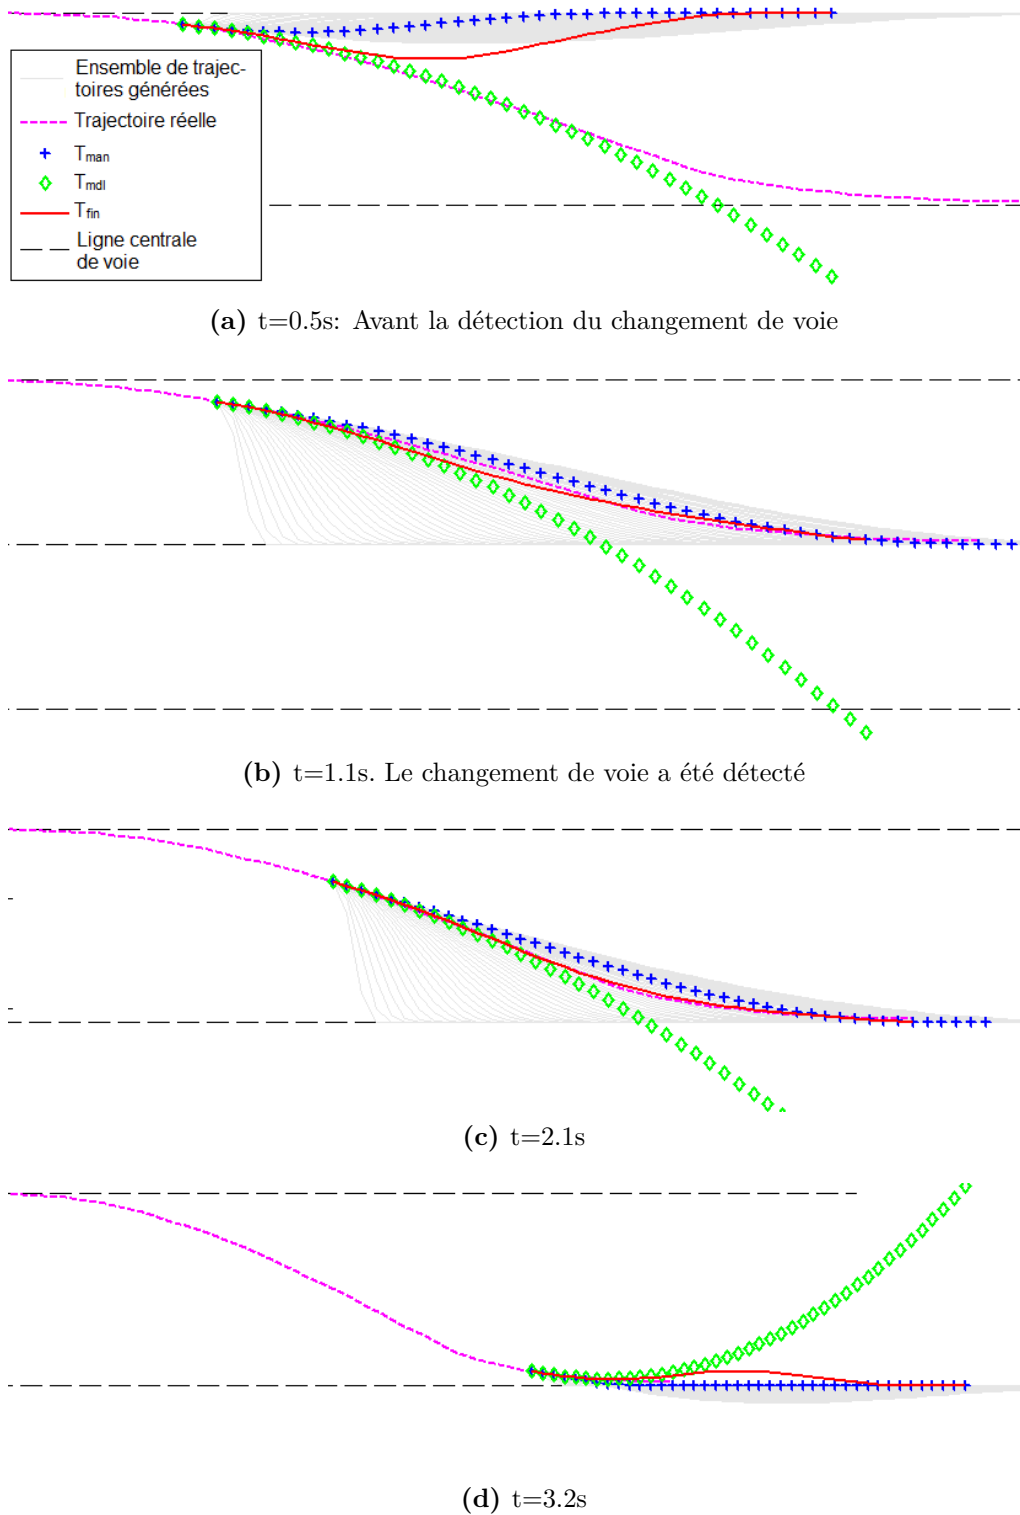 Ensemble de trajec-
toires générées
Trajectoire réelle
Tman
Tmdl
Tfin
Ligne centrale
de voie
(a) t=0.5s: Avant la détection du changement de voie
(b) t=1.1s. Le changement de voie a été détecté
(c) t=2.1s
(d) t=3.2s